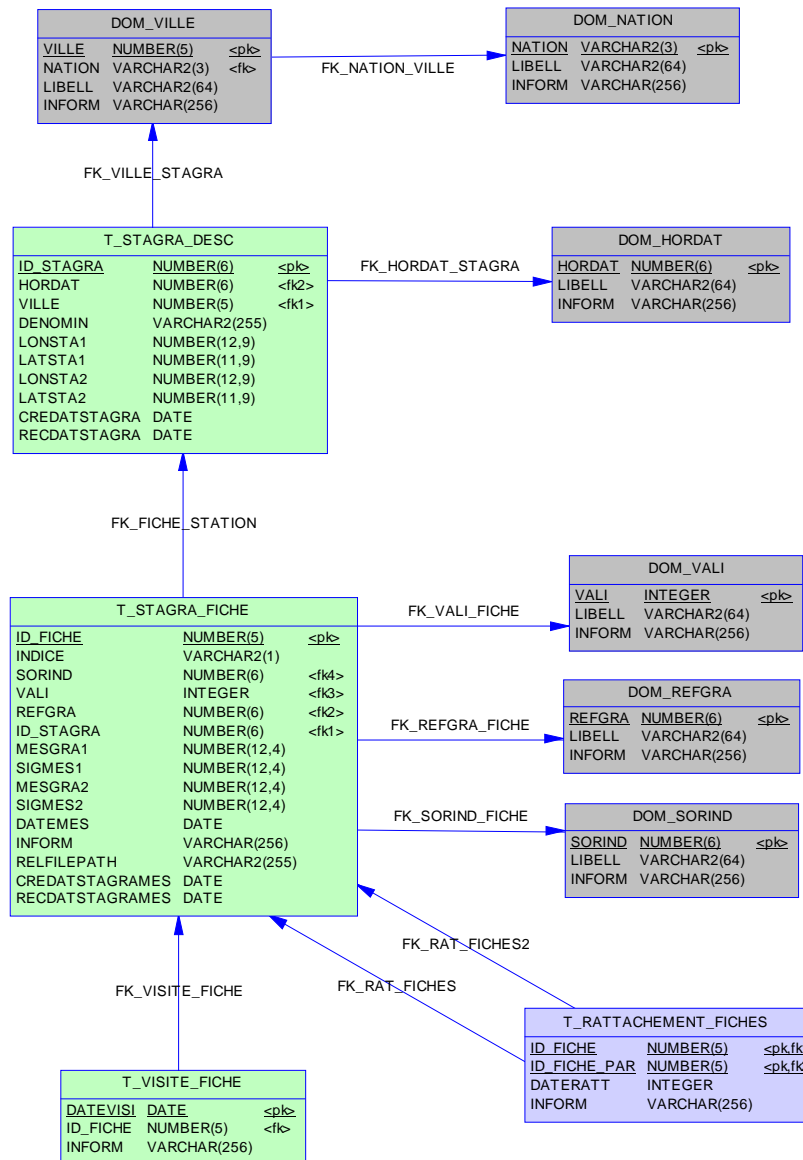 DOM_VILLE
VILLE NUMBER(5) <pk>
NATION VARCHAR2(3) <fk>
LIBELL VARCHAR2(64)
INFORM VARCHAR(256)
FK_NATION_VILLE
DOM_NATION
NATION VARCHAR2(3) <pk>
LIBELL VARCHAR2(64)
INFORM VARCHAR(256)
FK_VILLE_STAGRA
T_STAGRA_DESC
ID_STAGRA NUMBER(6) <pk>
HORDAT NUMBER(6) <fk2>
VILLE NUMBER(5) <fk1>
DENOMIN VARCHAR2(255)
LONSTA1 NUMBER(12,9)
LATSTA1 NUMBER(11,9)
LONSTA2 NUMBER(12,9)
LATSTA2 NUMBER(11,9)
CREDATSTAGRA DATE
RECDATSTAGRA DATE
FK_HORDAT_STAGRA
DOM_HORDAT
HORDAT NUMBER(6) <pk>
LIBELL VARCHAR2(64)
INFORM VARCHAR(256)
FK_FICHE_STATION
T_STAGRA_FICHE
ID_FICHE NUMBER(5) <pk>
INDICE VARCHAR2(1)
SORIND NUMBER(6) <fk4>
VALI INTEGER <fk3>
REFGRA NUMBER(6) <fk2>
ID_STAGRA NUMBER(6) <fk1>
MESGRA1 NUMBER(12,4)
SIGMES1 NUMBER(12,4)
MESGRA2 NUMBER(12,4)
SIGMES2 NUMBER(12,4)
DATEMES DATE
INFORM VARCHAR(256)
RELFILEPATH VARCHAR2(255)
CREDATSTAGRAMES DATE
RECDATSTAGRAMES DATE
FK_VALI_FICHE
DOM_VALI
VALI INTEGER <pk>
LIBELL VARCHAR2(64)
INFORM VARCHAR(256)
FK_REFGRA_FICHE
DOM_REFGRA
REFGRA NUMBER(6) <pk>
LIBELL VARCHAR2(64)
INFORM VARCHAR(256)
FK_SORIND_FICHE
DOM_SORIND
SORIND NUMBER(6) <pk>
LIBELL VARCHAR2(64)
INFORM VARCHAR(256)
FK_RAT_FICHES2
FK_RAT_FICHES
FK_VISITE_FICHE
T_RATTACHEMENT_FICHES
ID_FICHE NUMBER(5) <pk,fk
ID_FICHE_PAR NUMBER(5) <pk,fk
DATERATT INTEGER
INFORM VARCHAR(256)
T_VISITE_FICHE
DATEVISI DATE <pk>
ID_FICHE NUMBER(5) <fk>
INFORM VARCHAR(256)